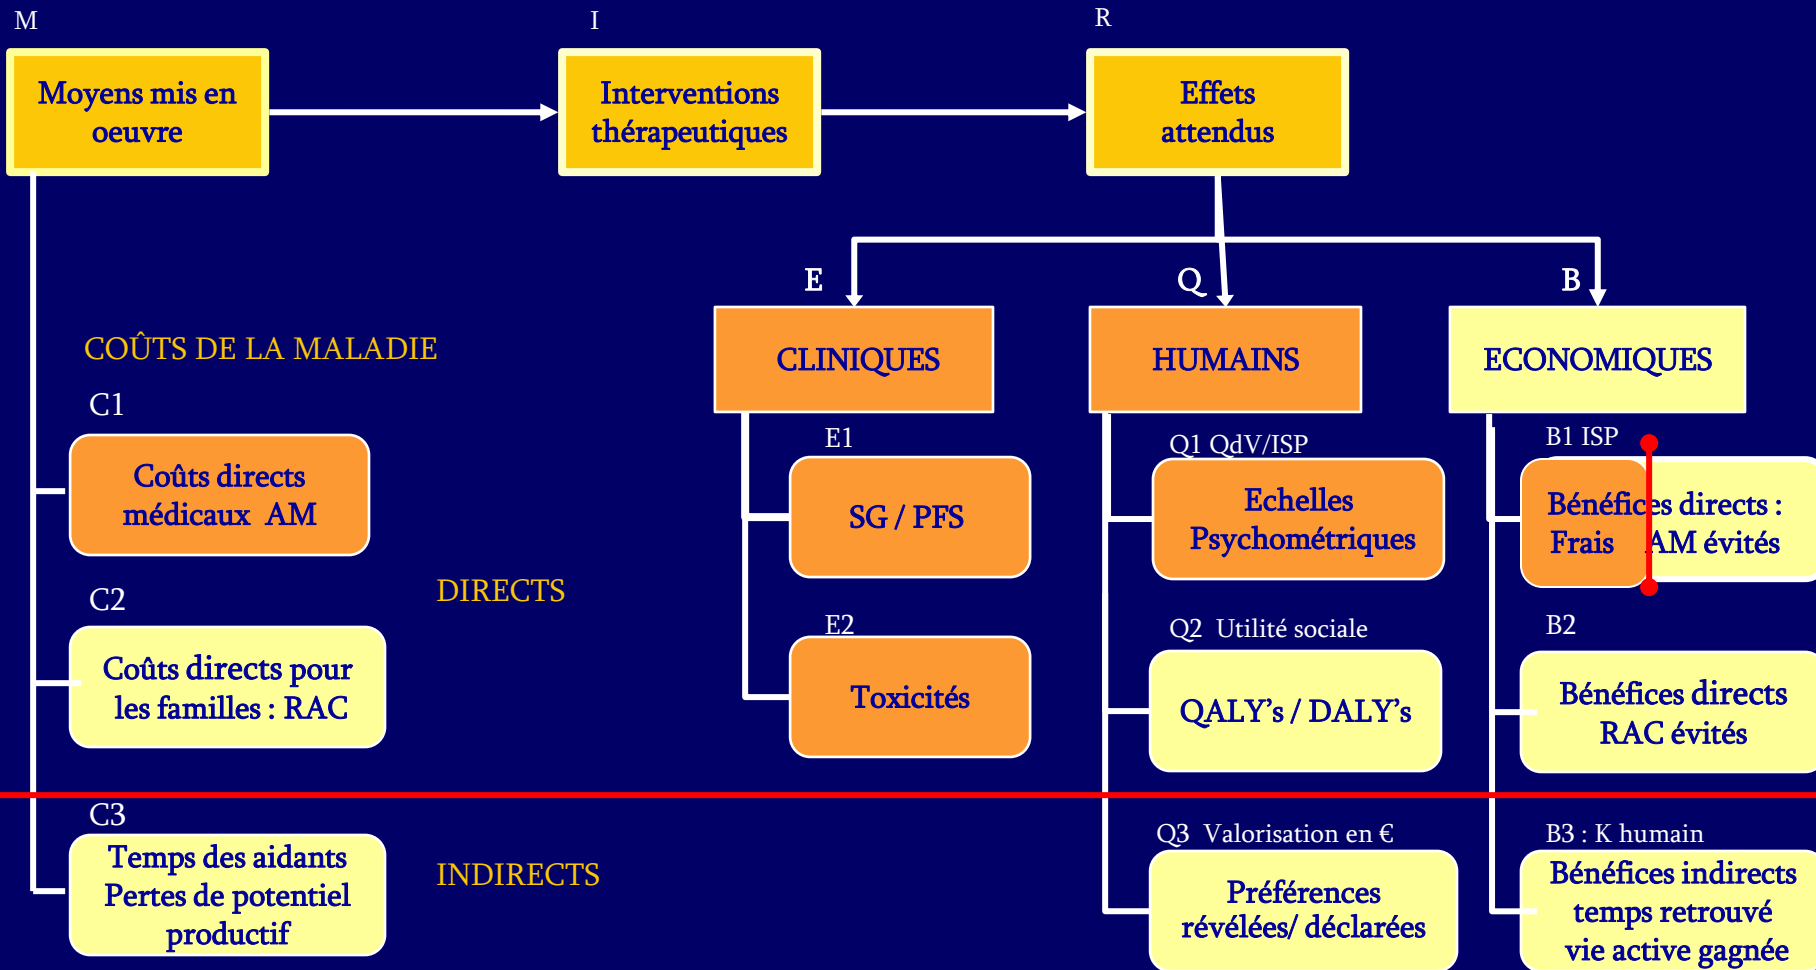 M
I
R
Moyens mis en
oeuvre
Interventions
thérapeutiques
Effets
attendus
E
Q
B
CLINIQUES
HUMAINS
ECONOMIQUES
COÛTS DE LA MALADIE
C1
Coûts directs
médicaux AM
C2
Coûts directs pour
les familles : RAC
DIRECTS
C3
Temps des aidants
Pertes de potentiel
productif
INDIRECTS
E1
SG / PFS
E2
Toxicités
Q1 QdV/ISP
Echelles
Psychométriques
Q2 Utilité sociale
QALY's / DALY's
Q3 Valorisation en €
Préférences
révélées/ déclarées
B1 ISP
Bénéfices directs :
Frais AM évités
B2
Bénéfices directs
RAC évités
B3 : K humain
Bénéfices indirects
temps retrouvé
vie active gagnée